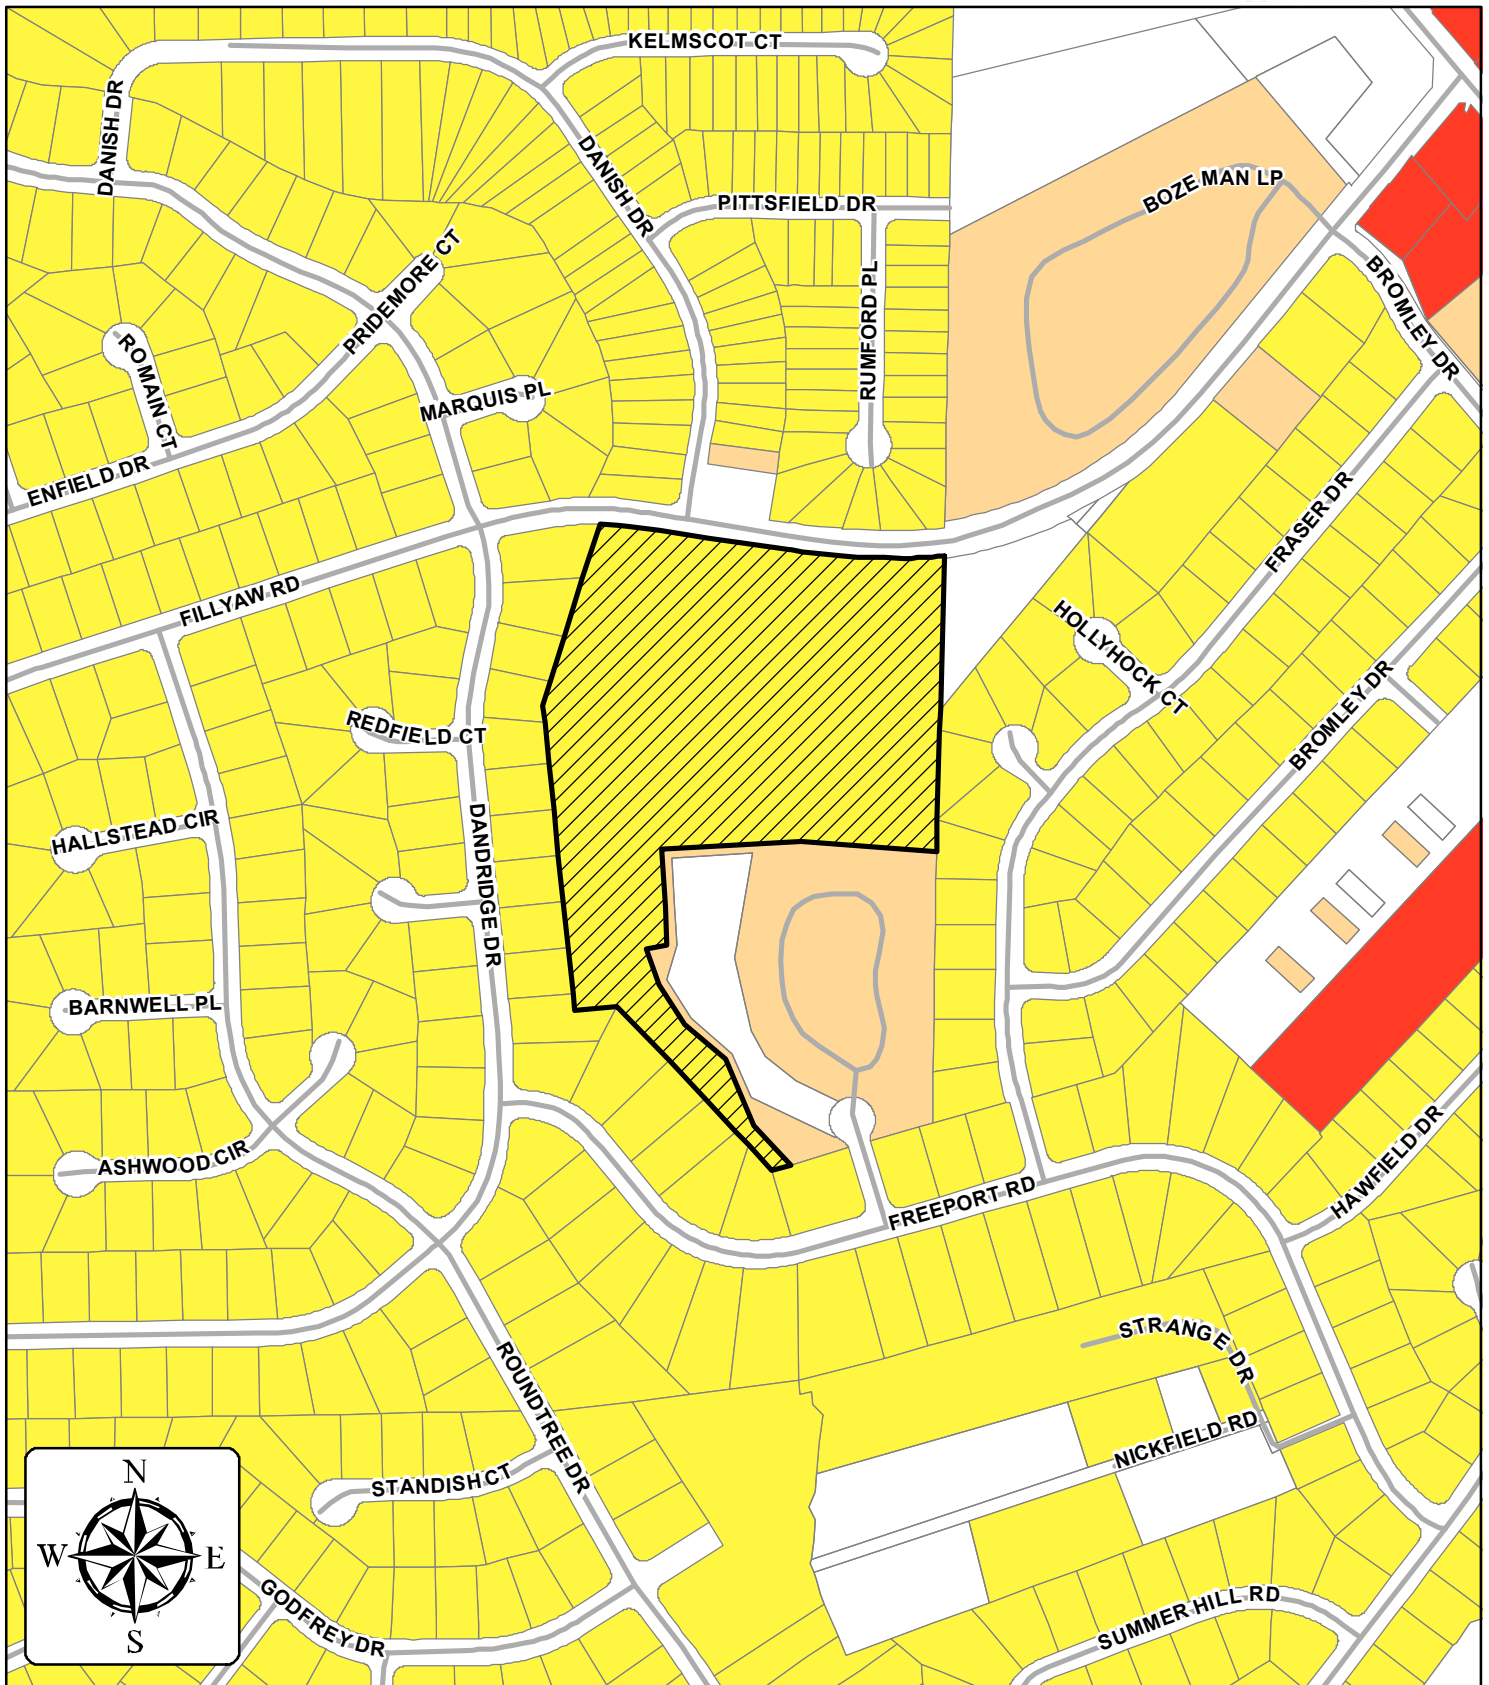 KELMSCOT CT
DANISH DR
DANISH DR
PITTSFIELD DR
BOZE MAN LP
PRIDEMORE CT
RUMFORD PL
BROMLEY DR
ROMAIN CT
MARQUIS PL
ENFIELD DR
FRASER DR
FILLYAW RD
HOLLYHOCK CT
REDFIELD CT
BROMLEY DR
HALLSTEAD CIR
DANDRIDGE DR
BARNWELL PL
ASHWOOD CIR
FREEPORT RD
HAWFIELD DR
STRANGE DR
ROUNDTREE DR
NICKFIELD RD
STANDISH CT
N
W
E
S
GODFREY DR
SUMMER HILL RD